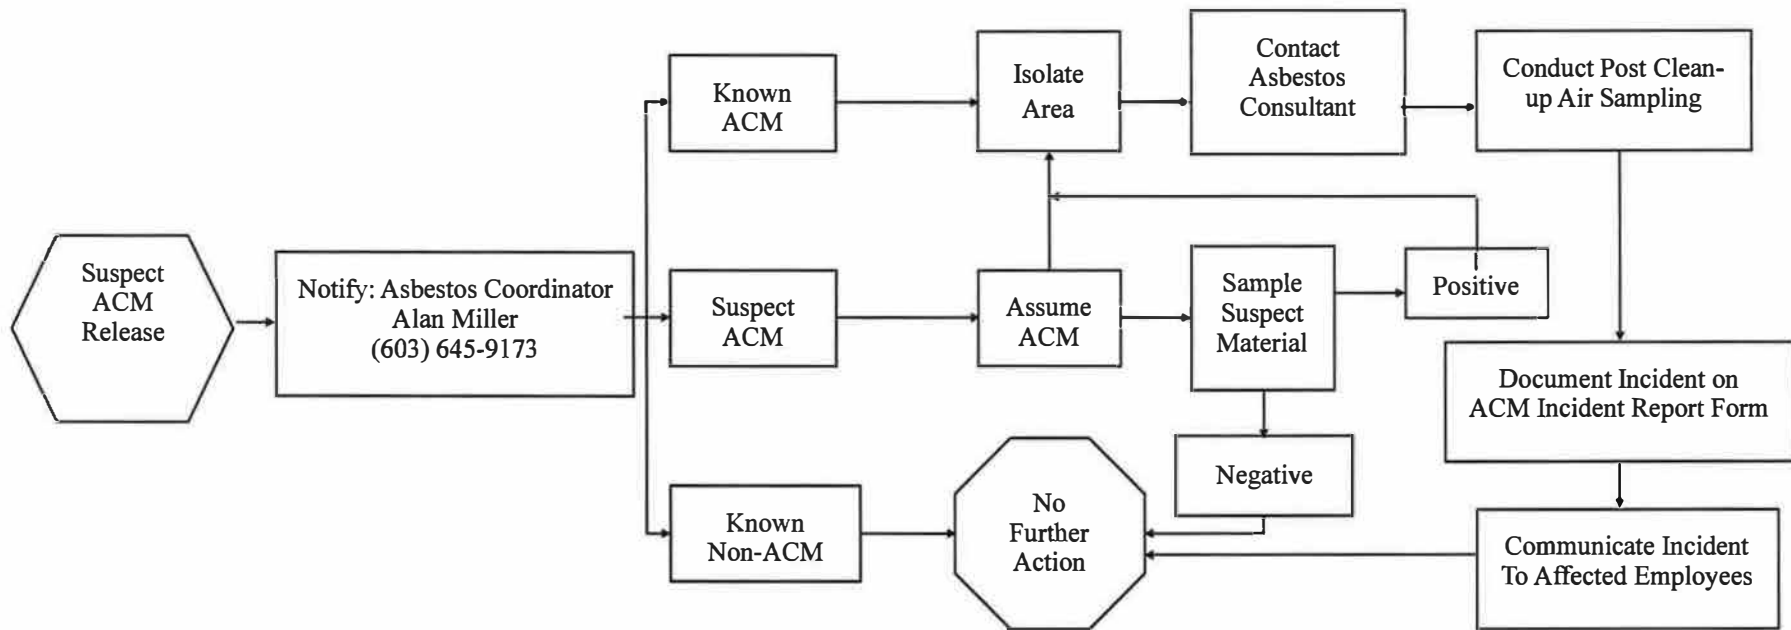 Suspect
ACM
Release
Notify: Asbestos Coordinator
Alan Miller
(603) 645-9173
Known
ACM
Isolate
Area
Contact
Asbestos
Consultant
Conduct Post Clean-
up Air Sampling
Suspect
ACM
Assume
ACM
Sample
Suspect
Material
Positive
Document Incident on
ACM Incident Report Form
Negative
Known
Non-ACM
No
Further
Action
Communicate Incident
To Affected Employees